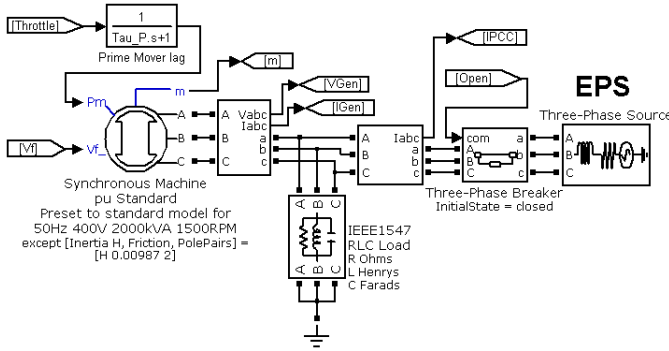 [Throttle]
1
Tau_P.s+1
Prime Mover lag
[m]
[IPCC]
[VGen]
[IGen]
[Open]
EPS
Three-Phase Source
Pm
m
A
B
C
A
B
C
Vabc
Iabc
a
b
c
A
B
C
Iabc
a
b
c
com
A
B
C
a
b
c
A
B
C
[Vf]
Vf_
Synchronous Machine
pu Standard
Preset to standard model for
50Hz 400V 2000kVA 1500RPM
except [Inertia H, Friction, PolePairs] =
[H 0.00987 2]
Three-Phase Breaker
InitialState = closed
A
B
C
A
B
C
IEEE1547
RLC Load
R Ohms
L Henrys
C Farads